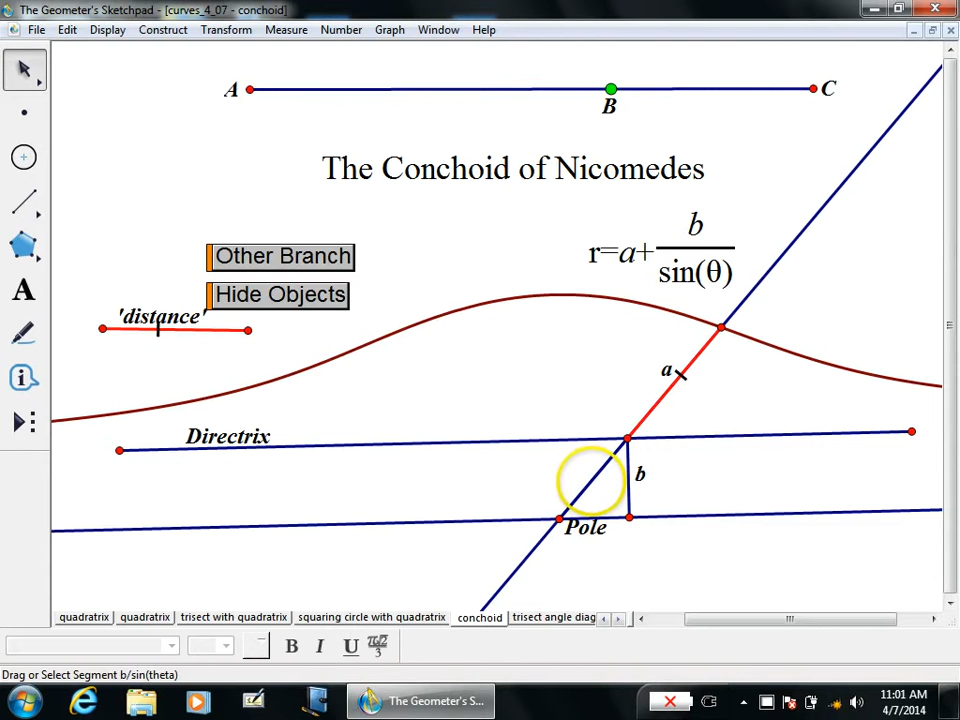 The Geometer's Sketchpad - [curves_4_07 - conchoid]
File Edit Display Construct Transform Measure Number Graph Window Help
A
C
B
The Conchoid of Nicomedes
r=a+b/sin(θ)
Other Branch
Hide Objects
'distance'
a
Directrix
b
Pole
quadratrix quadratrix trisect with quadratrix squaring circle with quadratrix conchoid trisect angle diag
B I U
Drag or Select Segment b/sin(theta)
The Geometer's S...
11:01 AM
4/7/2014